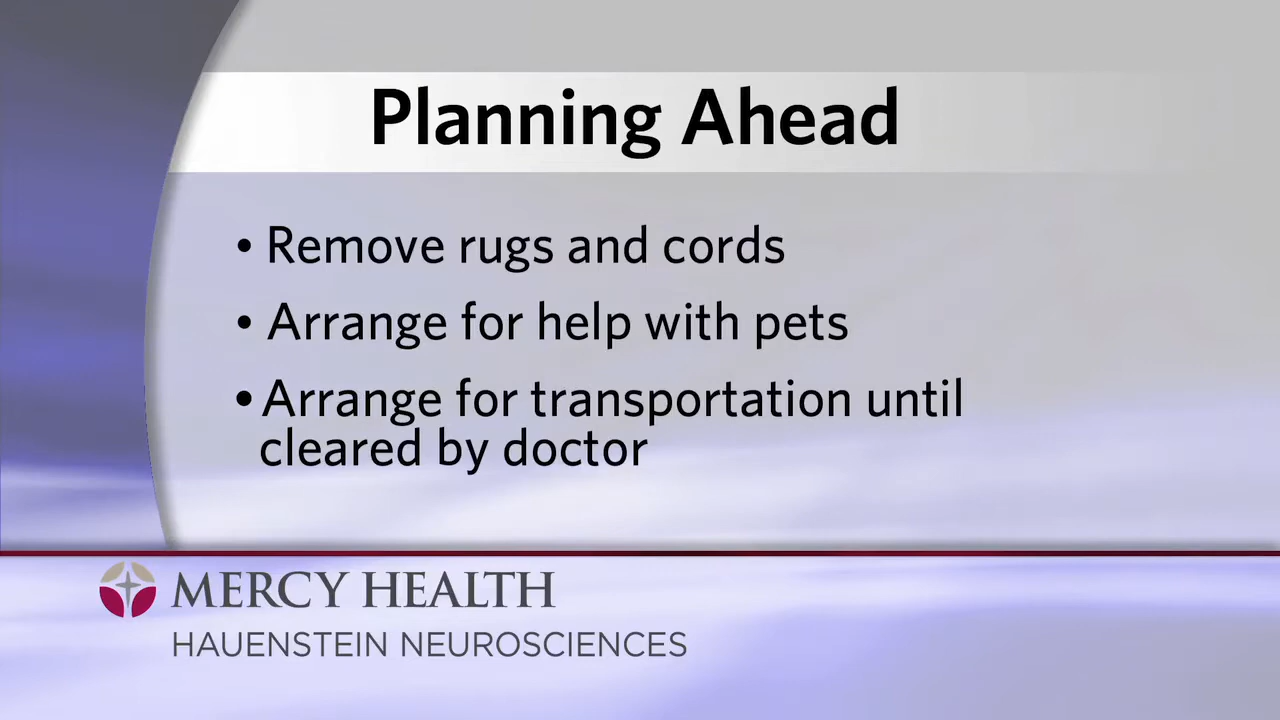 Planning Ahead
• Remove rugs and cords
• Arrange for help with pets
• Arrange for transportation until
cleared by doctor
MERCY HEALTH
HAUENSTEIN NEUROSCIENCES